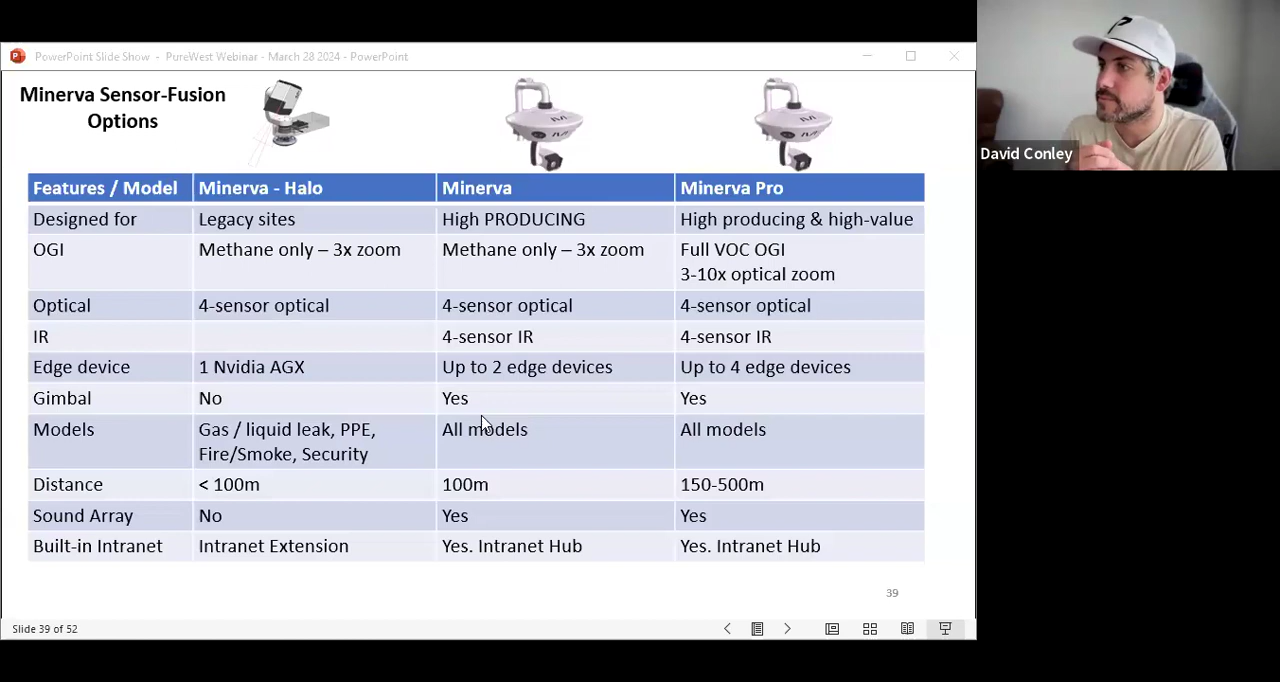 PowerPoint Slide Show - PureWest Webinar - March 28 2024 - PowerPoint
Minerva Sensor-Fusion
Options
David Conley
Features / Model Minerva - Halo Minerva Minerva Pro
Designed for Legacy sites High PRODUCING High producing & high-value
OGI Methane only – 3x zoom Methane only – 3x zoom Full VOC OGI
3-10x optical zoom
Optical 4-sensor optical 4-sensor optical 4-sensor optical
IR 4-sensor IR 4-sensor IR
Edge device 1 Nvidia AGX Up to 2 edge devices Up to 4 edge devices
Gimbal No Yes Yes
Models Gas / liquid leak, PPE, All models All models
Fire/Smoke, Security
Distance < 100m 100m 150-500m
Sound Array No Yes Yes
Built-in Intranet Intranet Extension Yes. Intranet Hub Yes. Intranet Hub
39
Slide 39 of 52